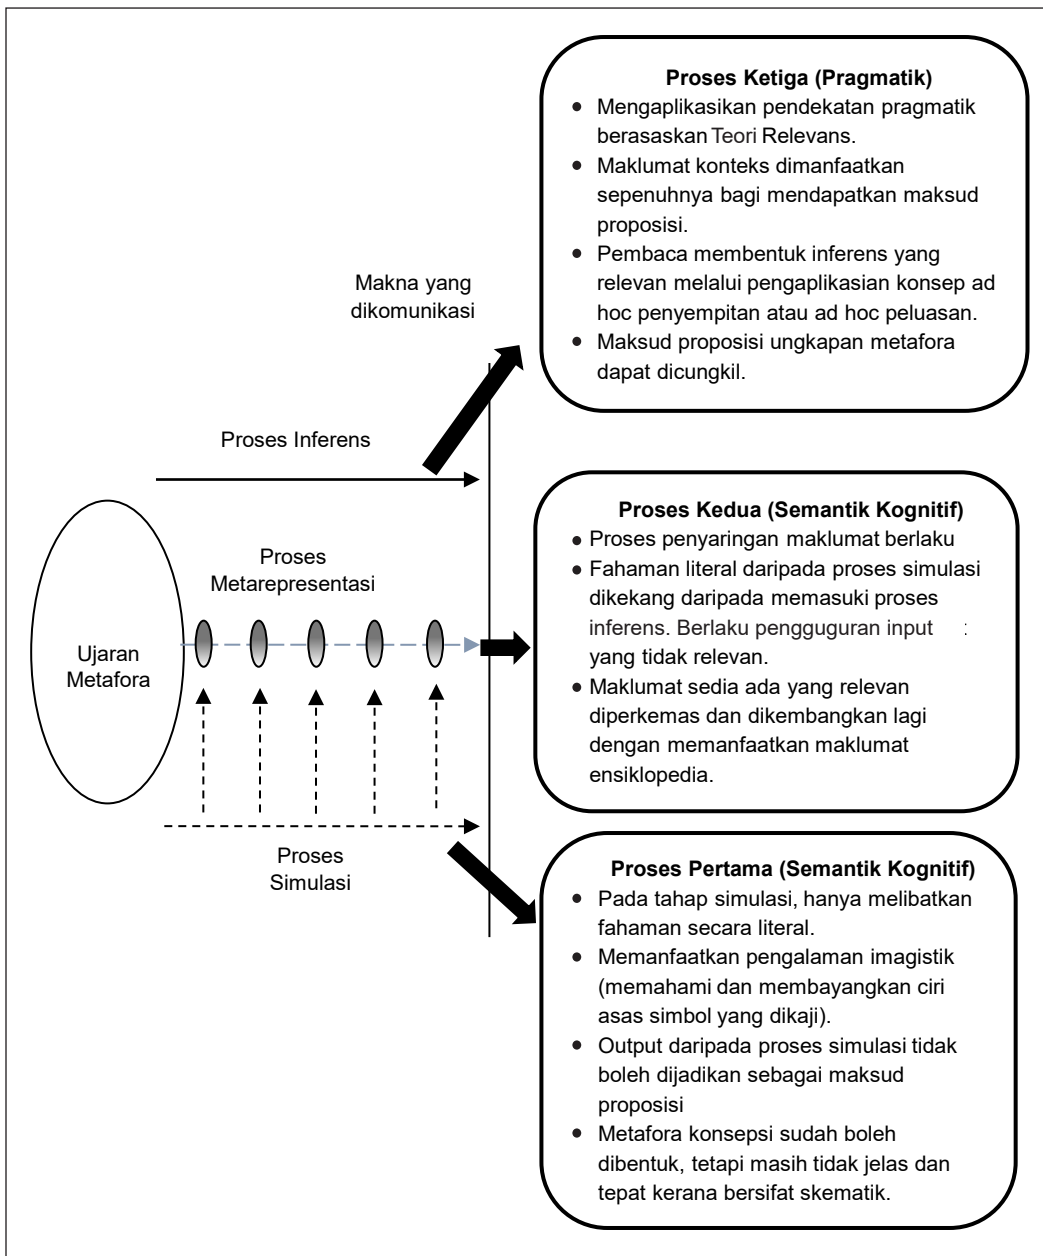 Proses Ketiga (Pragmatik)
• Mengaplikasikan pendekatan pragmatik
berasaskan Teori Relevans.
• Maklumat konteks dimanfaatkan
sepenuhnya bagi mendapatkan maksud
proposisi.
• Pembaca membentuk inferens yang
relevan melalui pengaplikasian konsep ad
hoc penyempitan atau ad hoc peluasan.
• Maksud proposisi ungkapan metafora
dapat dicungkil.
Makna yang
dikomunikasi
Proses Inferens
Proses
Metarepresentasi
Ujaran
Metafora
Proses
Simulasi
Proses Kedua (Semantik Kognitif)
• Proses penyaringan maklumat berlaku
• Fahaman literal daripada proses simulasi
dikekang daripada memasuki proses
inferens. Berlaku pengguguran input :
yang tidak relevan.
• Maklumat sedia ada yang relevan
diperkemas dan dikembangkan lagi
dengan memanfaatkan maklumat
ensiklopedia.
Proses Pertama (Semantik Kognitif)
• Pada tahap simulasi, hanya melibatkan
fahaman secara literal.
• Memanfaatkan pengalaman imagistik
(memahami dan membayangkan ciri
asas simbol yang dikaji).
• Output daripada proses simulasi tidak
boleh dijadikan sebagai maksud
proposisi
• Metafora konsepsi sudah boleh
dibentuk, tetapi masih tidak jelas dan
tepat kerana bersifat skematik.